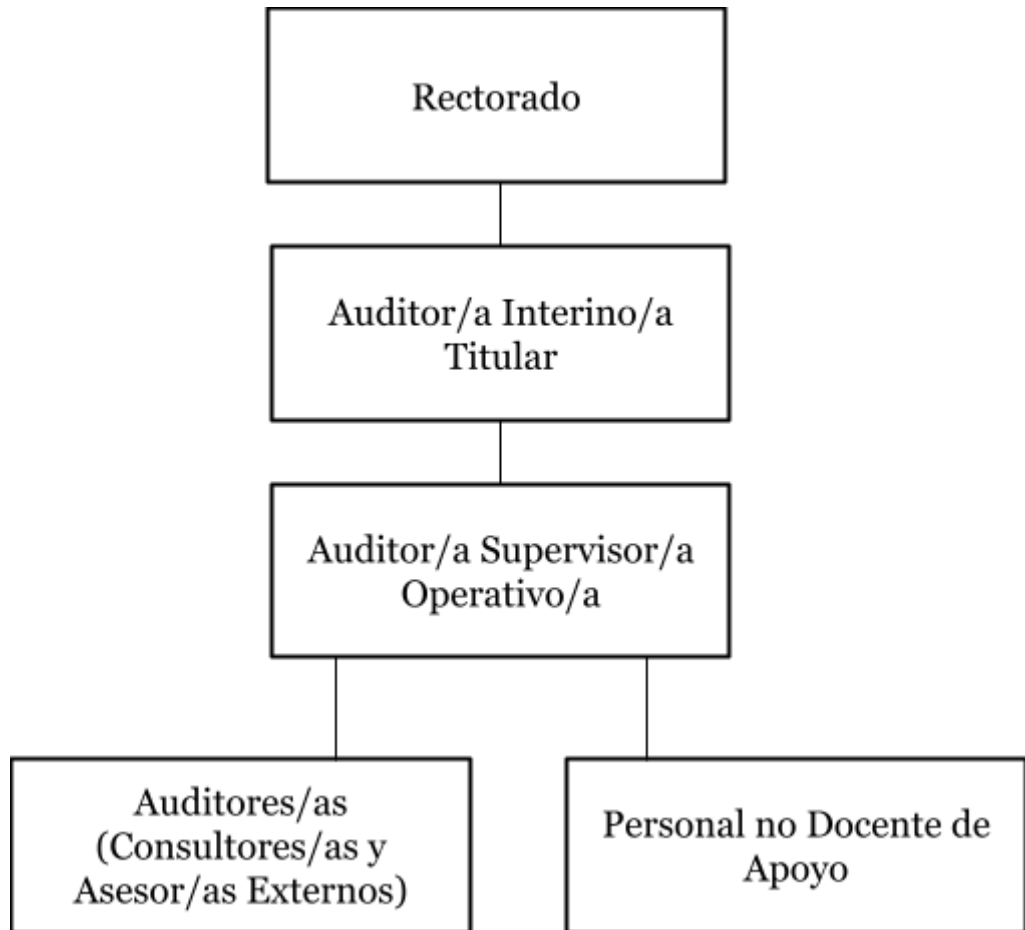 Rectorado
Auditor/a Interino/a
Titular
Auditor/a Supervisor/a
Operativo/a
Auditores/as
(Consultores/as y
Asesor/as Externos)
Personal no Docente de
Apoyo